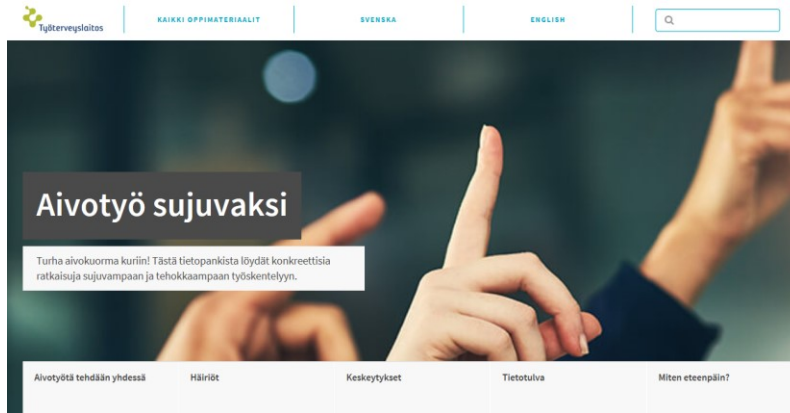 Työterveyslaitos
KAIKKI OPPIMATERIAALIT
SVENSKA
ENGLISH
Aivotyö sujuvaksi
Turha aivokuorma kuriin! Tästä tietopankista löydät konkreettisia
ratkaisuja sujuvampaan ja tehokkaampaan työskentelyyn.
Aivotyötä tehdään yhdessä
Häiriöt
Keskeytykset
Tietotulva
Miten eteenpäin?